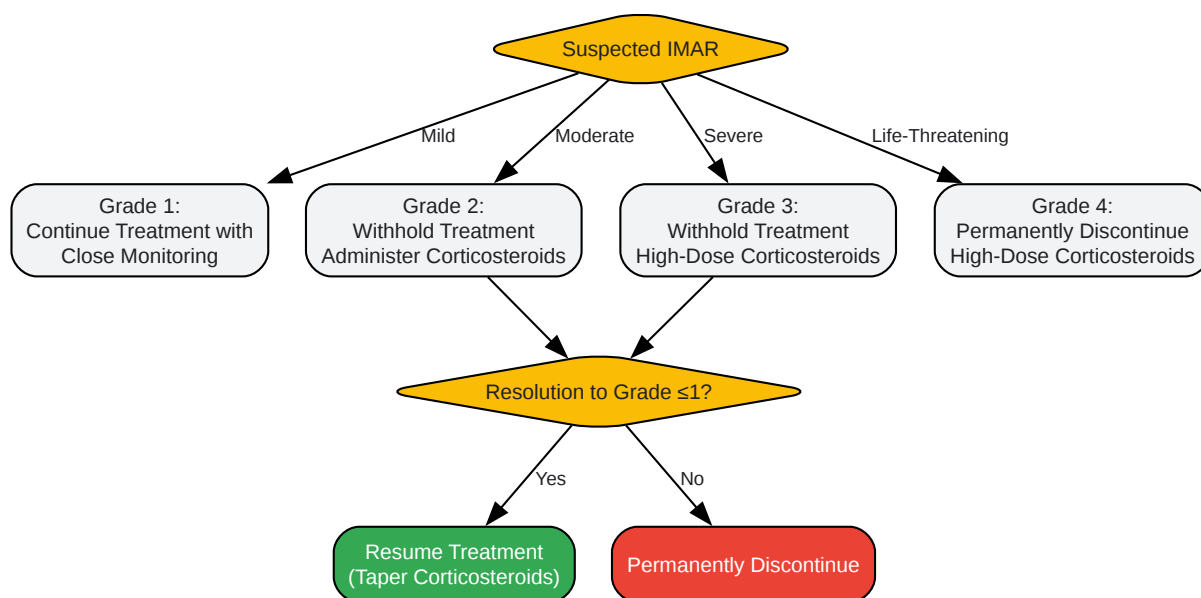 Suspected IMAR
Mild
Moderate
Severe
Life-Threatening
Grade 1:
Continue Treatment with
Close Monitoring
Grade 2:
Withhold Treatment
Administer Corticosteroids
Grade 3:
Withhold Treatment
High-Dose Corticosteroids
Grade 4:
Permanently Discontinue
High-Dose Corticosteroids
Resolution to Grade ≤1?
Yes
No
Resume Treatment
(Taper Corticosteroids)
Permanently Discontinue